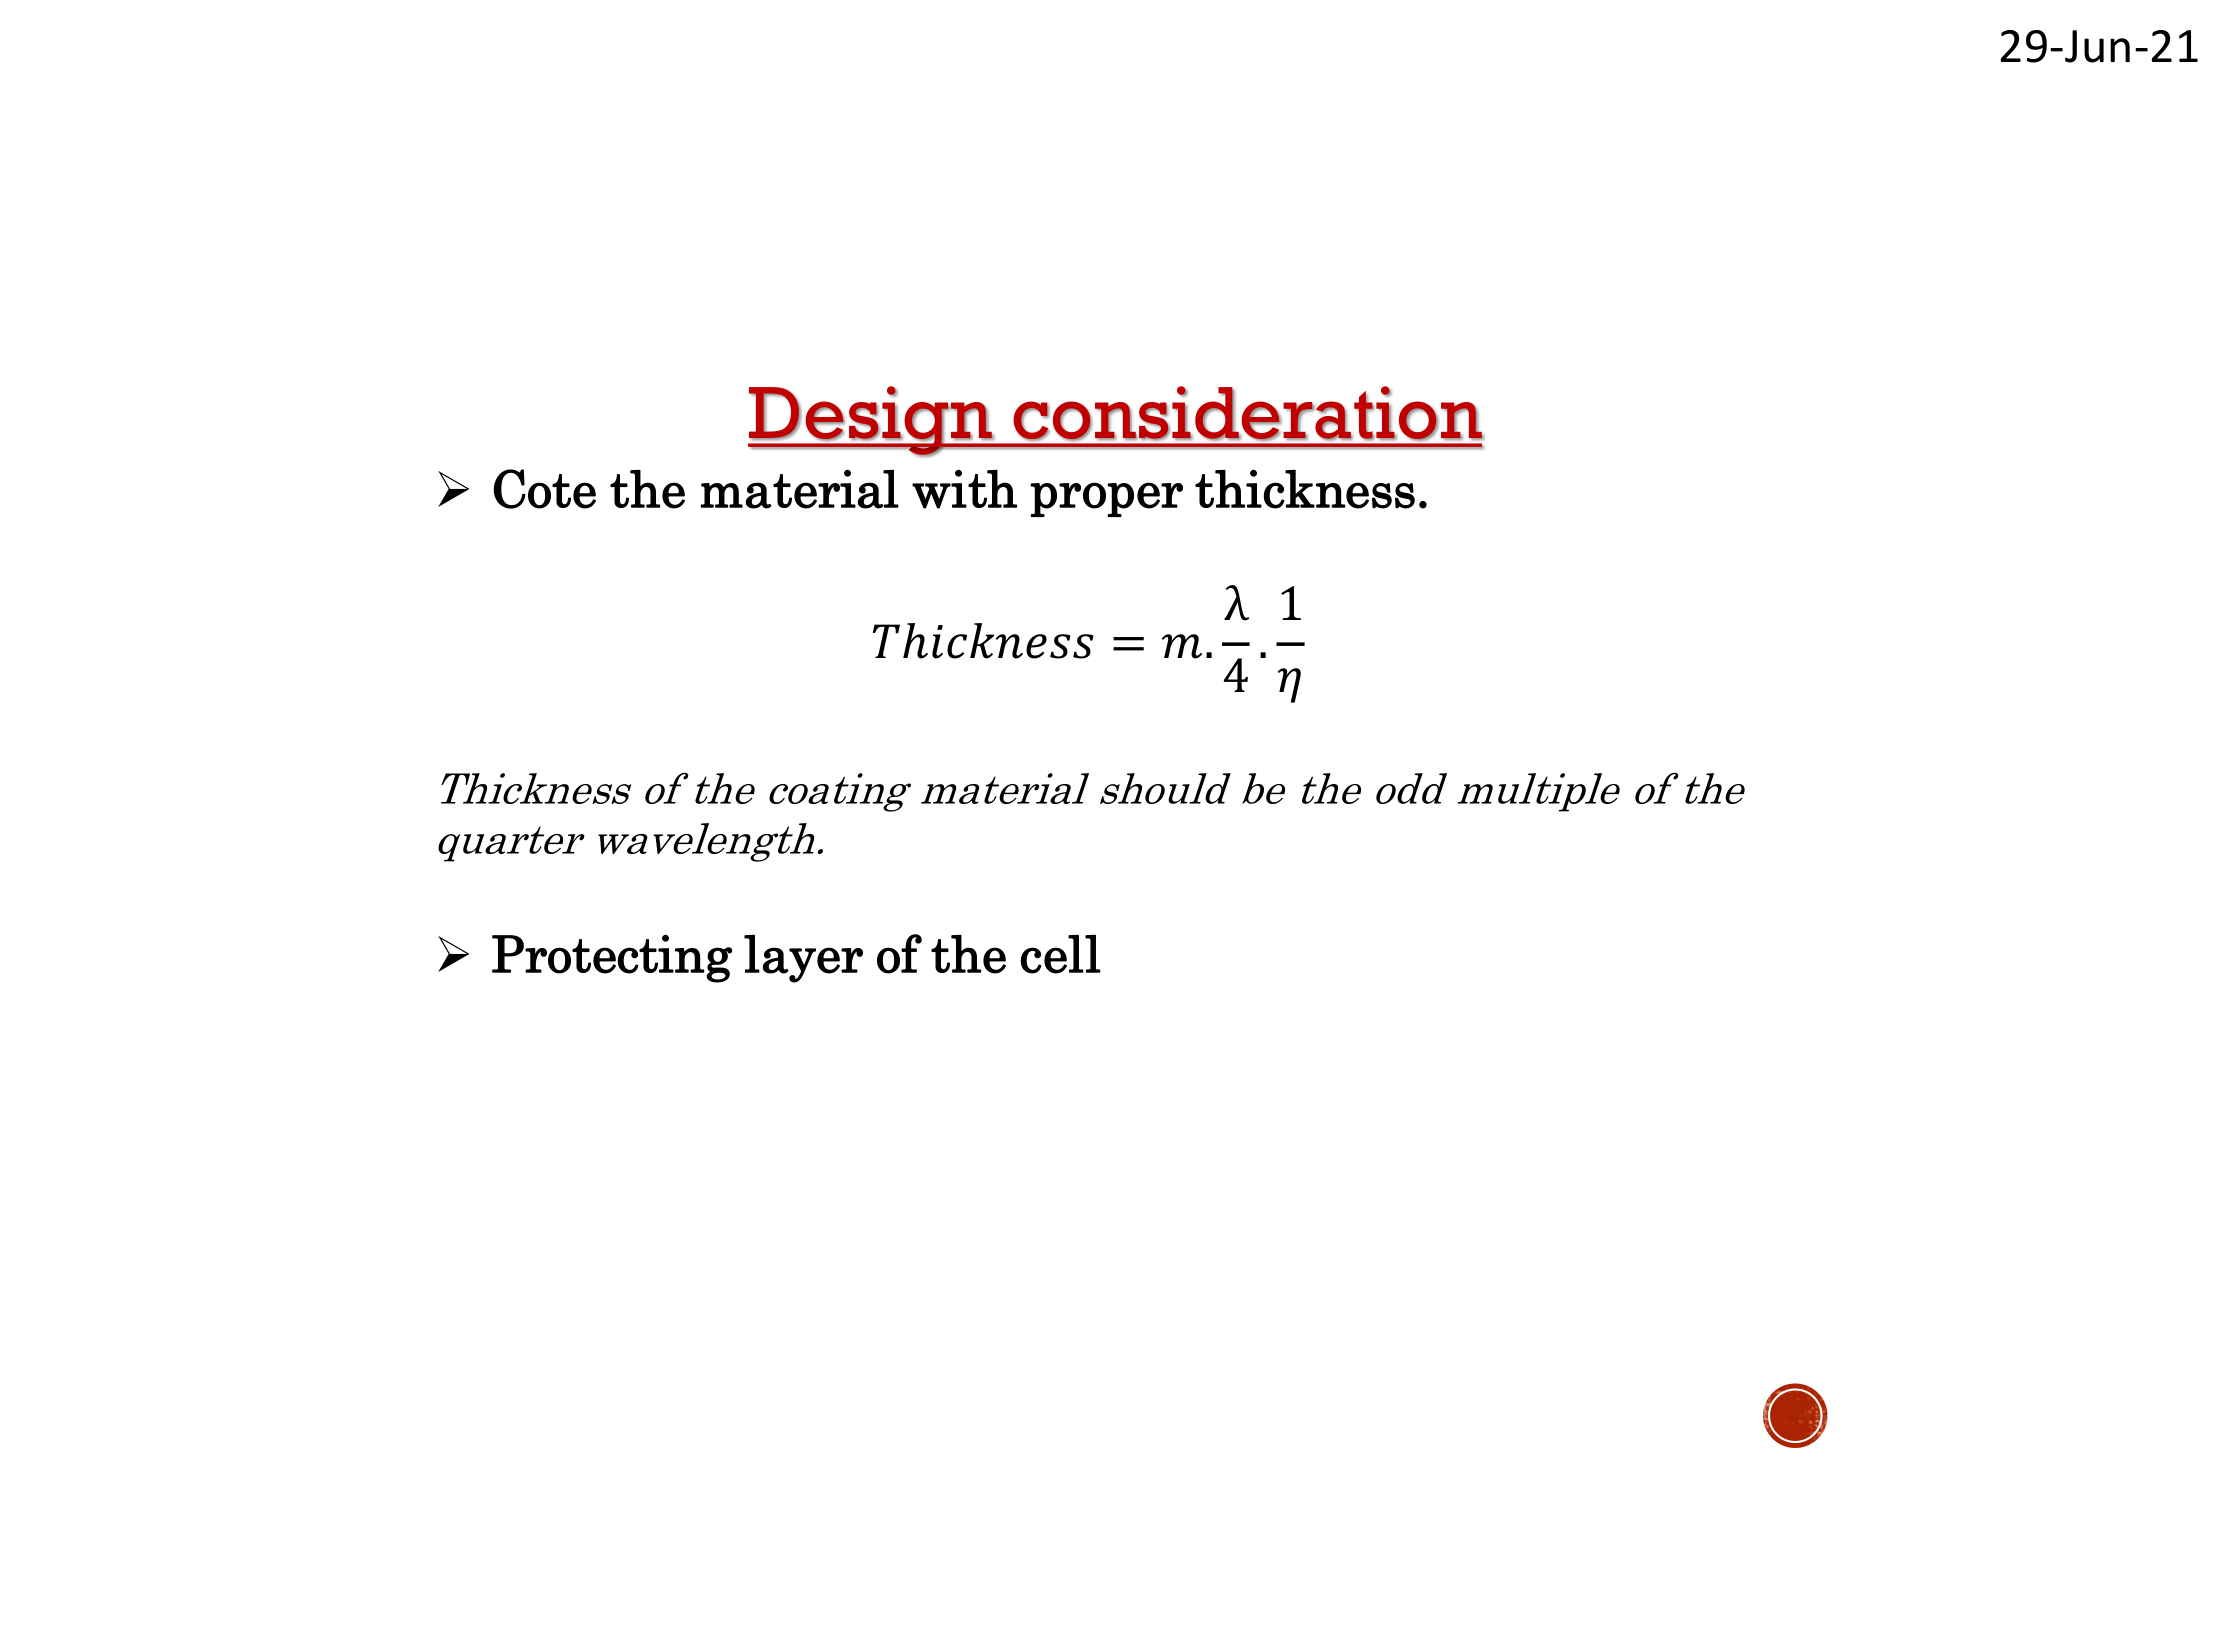 29-Jun-21
Design consideration
➢ Cote the material with proper thickness.
Thickness = m. λ/4 . 1/η
Thickness of the coating material should be the odd multiple of the
quarter wavelength.
➢ Protecting layer of the cell